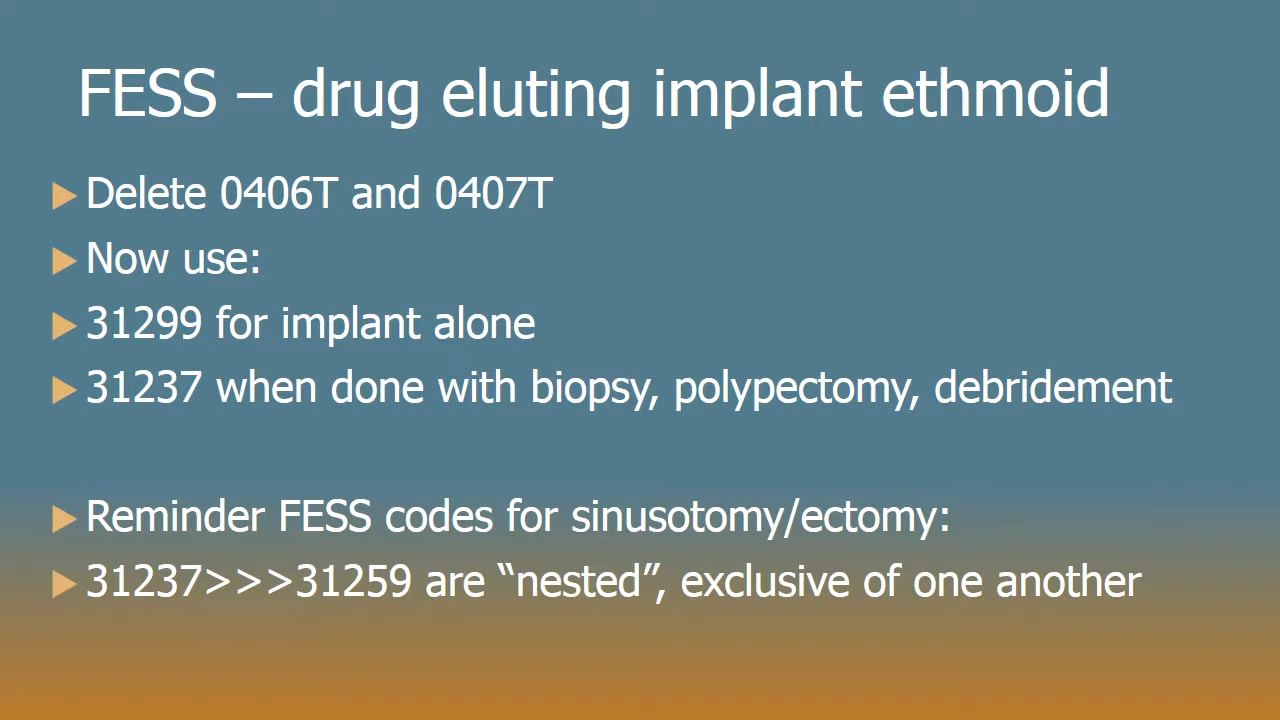 FESS – drug eluting implant ethmoid
Delete 0406T and 0407T
Now use:
31299 for implant alone
31237 when done with biopsy, polypectomy, debridement
Reminder FESS codes for sinusotomy/ectomy:
31237>>>31259 are “nested”, exclusive of one another